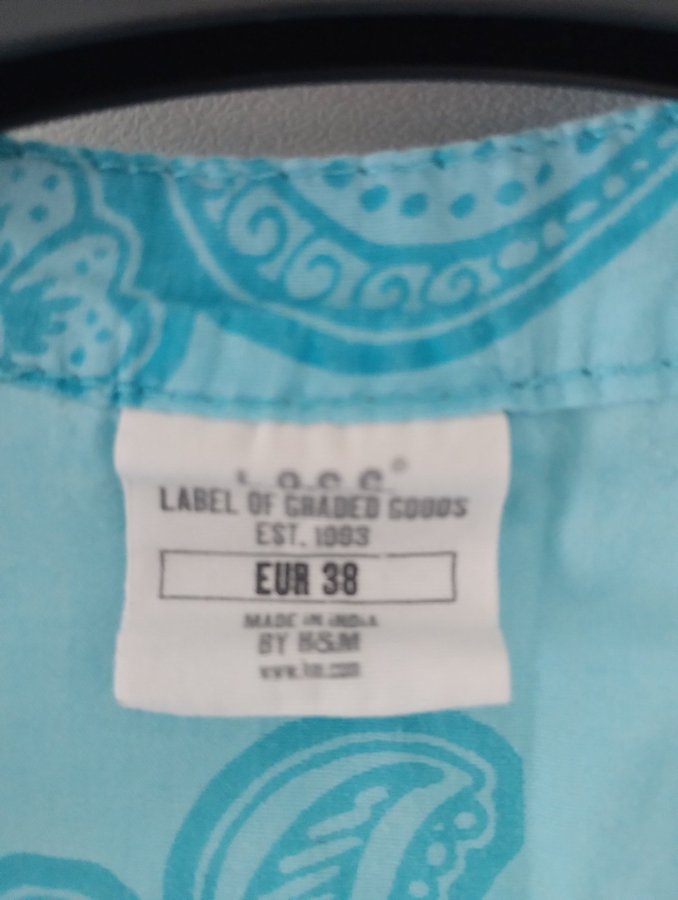 L.O.G.G.®
LABEL OF GRADED GOODS
EST. 1993
EUR 38
MADE IN INDIA
BY H&M
www.hm.com